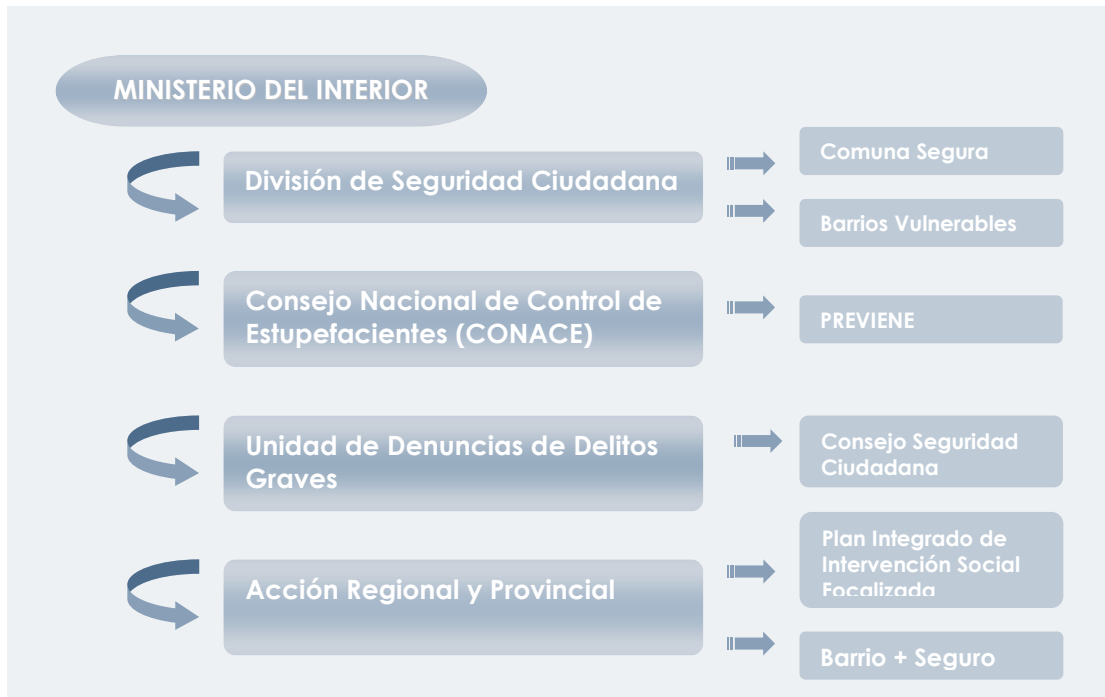 MINISTERIO DEL INTERIOR
División de Seguridad Ciudadana
Comuna Segura
Barrios Vulnerables
Consejo Nacional de Control de
Estupefacientes (CONACE)
PREVIENE
Unidad de Denuncias de Delitos
Graves
Consejo Seguridad
Ciudadana
Acción Regional y Provincial
Plan Integrado de
Intervención Social
Focalizada
Barrio + Seguro